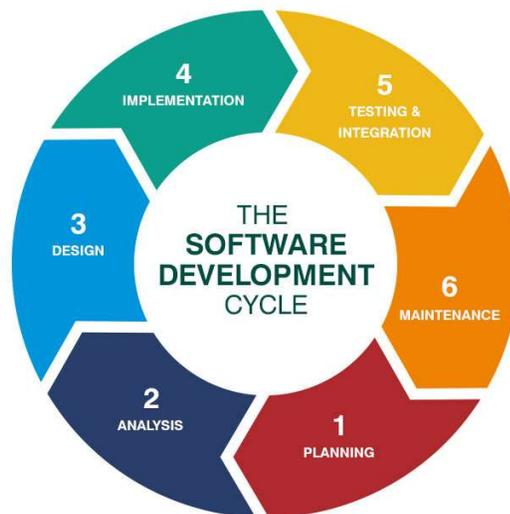 THE
SOFTWARE
DEVELOPMENT
CYCLE
1
PLANNING
2
ANALYSIS
3
DESIGN
4
IMPLEMENTATION
5
TESTING &
INTEGRATION
6
MAINTENANCE